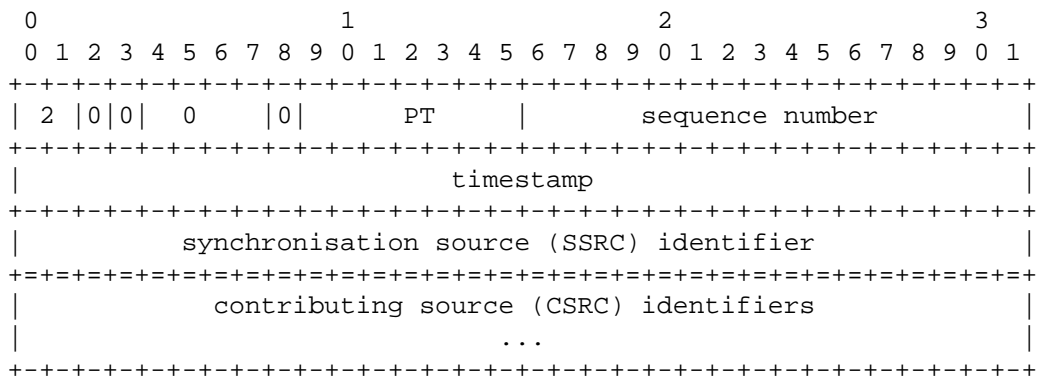 0                   1                   2                   3
 0 1 2 3 4 5 6 7 8 9 0 1 2 3 4 5 6 7 8 9 0 1 2 3 4 5 6 7 8 9 0 1
+-+-+-+-+-+-+-+-+-+-+-+-+-+-+-+-+-+-+-+-+-+-+-+-+-+-+-+-+-+-+-+-+
| 2 |0|0|  0    |0|      PT     |       sequence number         |
+-+-+-+-+-+-+-+-+-+-+-+-+-+-+-+-+-+-+-+-+-+-+-+-+-+-+-+-+-+-+-+-+
|                           timestamp                           |
+-+-+-+-+-+-+-+-+-+-+-+-+-+-+-+-+-+-+-+-+-+-+-+-+-+-+-+-+-+-+-+-+
|          synchronisation source (SSRC) identifier             |
+=+=+=+=+=+=+=+=+=+=+=+=+=+=+=+=+=+=+=+=+=+=+=+=+=+=+=+=+=+=+=+=+
|            contributing source (CSRC) identifiers             |
|                              ...                              |
+-+-+-+-+-+-+-+-+-+-+-+-+-+-+-+-+-+-+-+-+-+-+-+-+-+-+-+-+-+-+-+-+